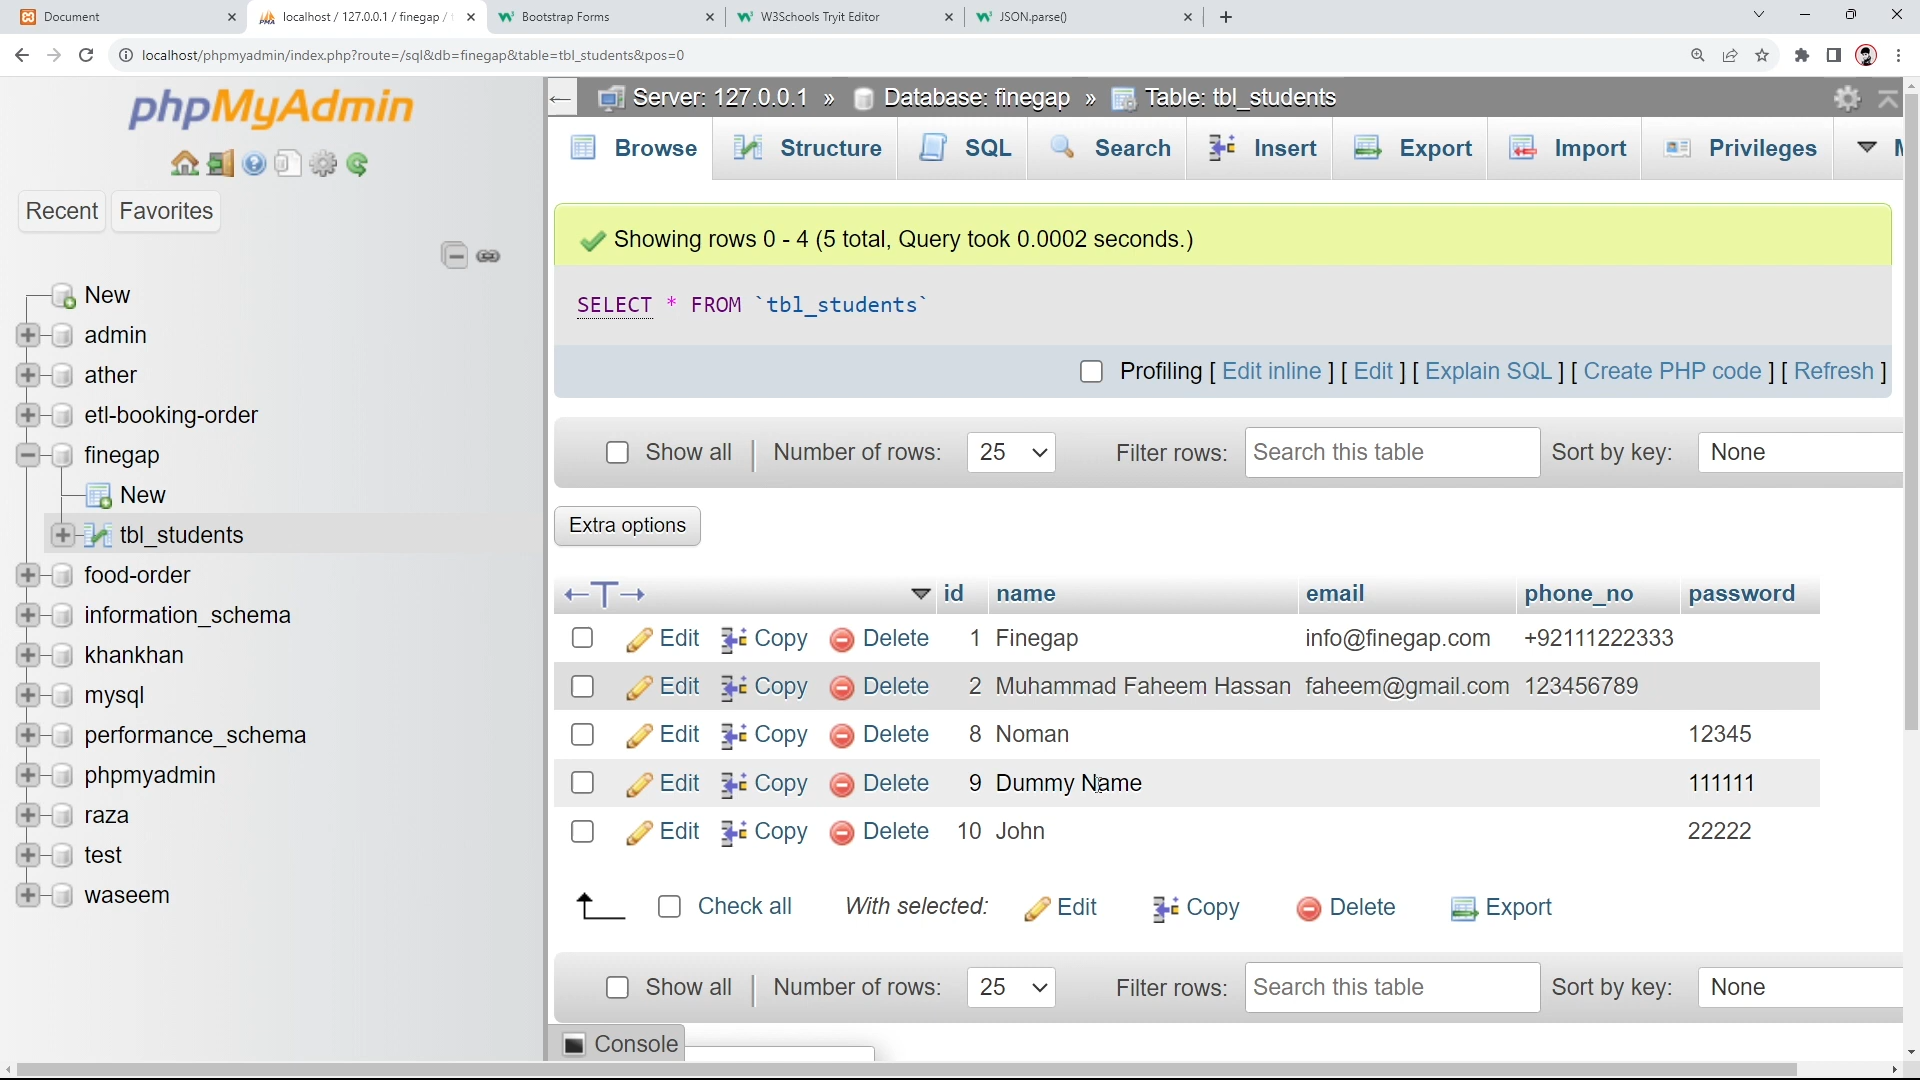 Document
localhost / 127.0.0.1 / finegap /
Bootstrap Forms
W3Schools Tryit Editor
JSON.parse()
localhost/phpmyadmin/index.php?route=/sql&db=finegap&table=tbl_students&pos=0
phpMyAdmin
Recent Favorites
New
admin
ather
etl-booking-order
finegap
New
tbl_students
food-order
information_schema
khankhan
mysql
performance_schema
phpmyadmin
raza
test
waseem
Server: 127.0.0.1 » Database: finegap » Table: tbl_students
Browse Structure SQL Search Insert Export Import Privileges
Showing rows 0 - 4 (5 total, Query took 0.0002 seconds.)
SELECT * FROM `tbl_students`
Profiling [ Edit inline ] [ Edit ] [ Explain SQL ] [ Create PHP code ] [ Refresh ]
Show all Number of rows: 25 Filter rows: Search this table Sort by key: None
Extra options
id name email phone_no password
Edit Copy Delete 1 Finegap info@finegap.com +92111222333
Edit Copy Delete 2 Muhammad Faheem Hassan faheem@gmail.com 123456789
Edit Copy Delete 8 Noman 12345
Edit Copy Delete 9 Dummy Name 111111
Edit Copy Delete 10 John 22222
Check all With selected: Edit Copy Delete Export
Show all Number of rows: 25 Filter rows: Search this table Sort by key: None
Console